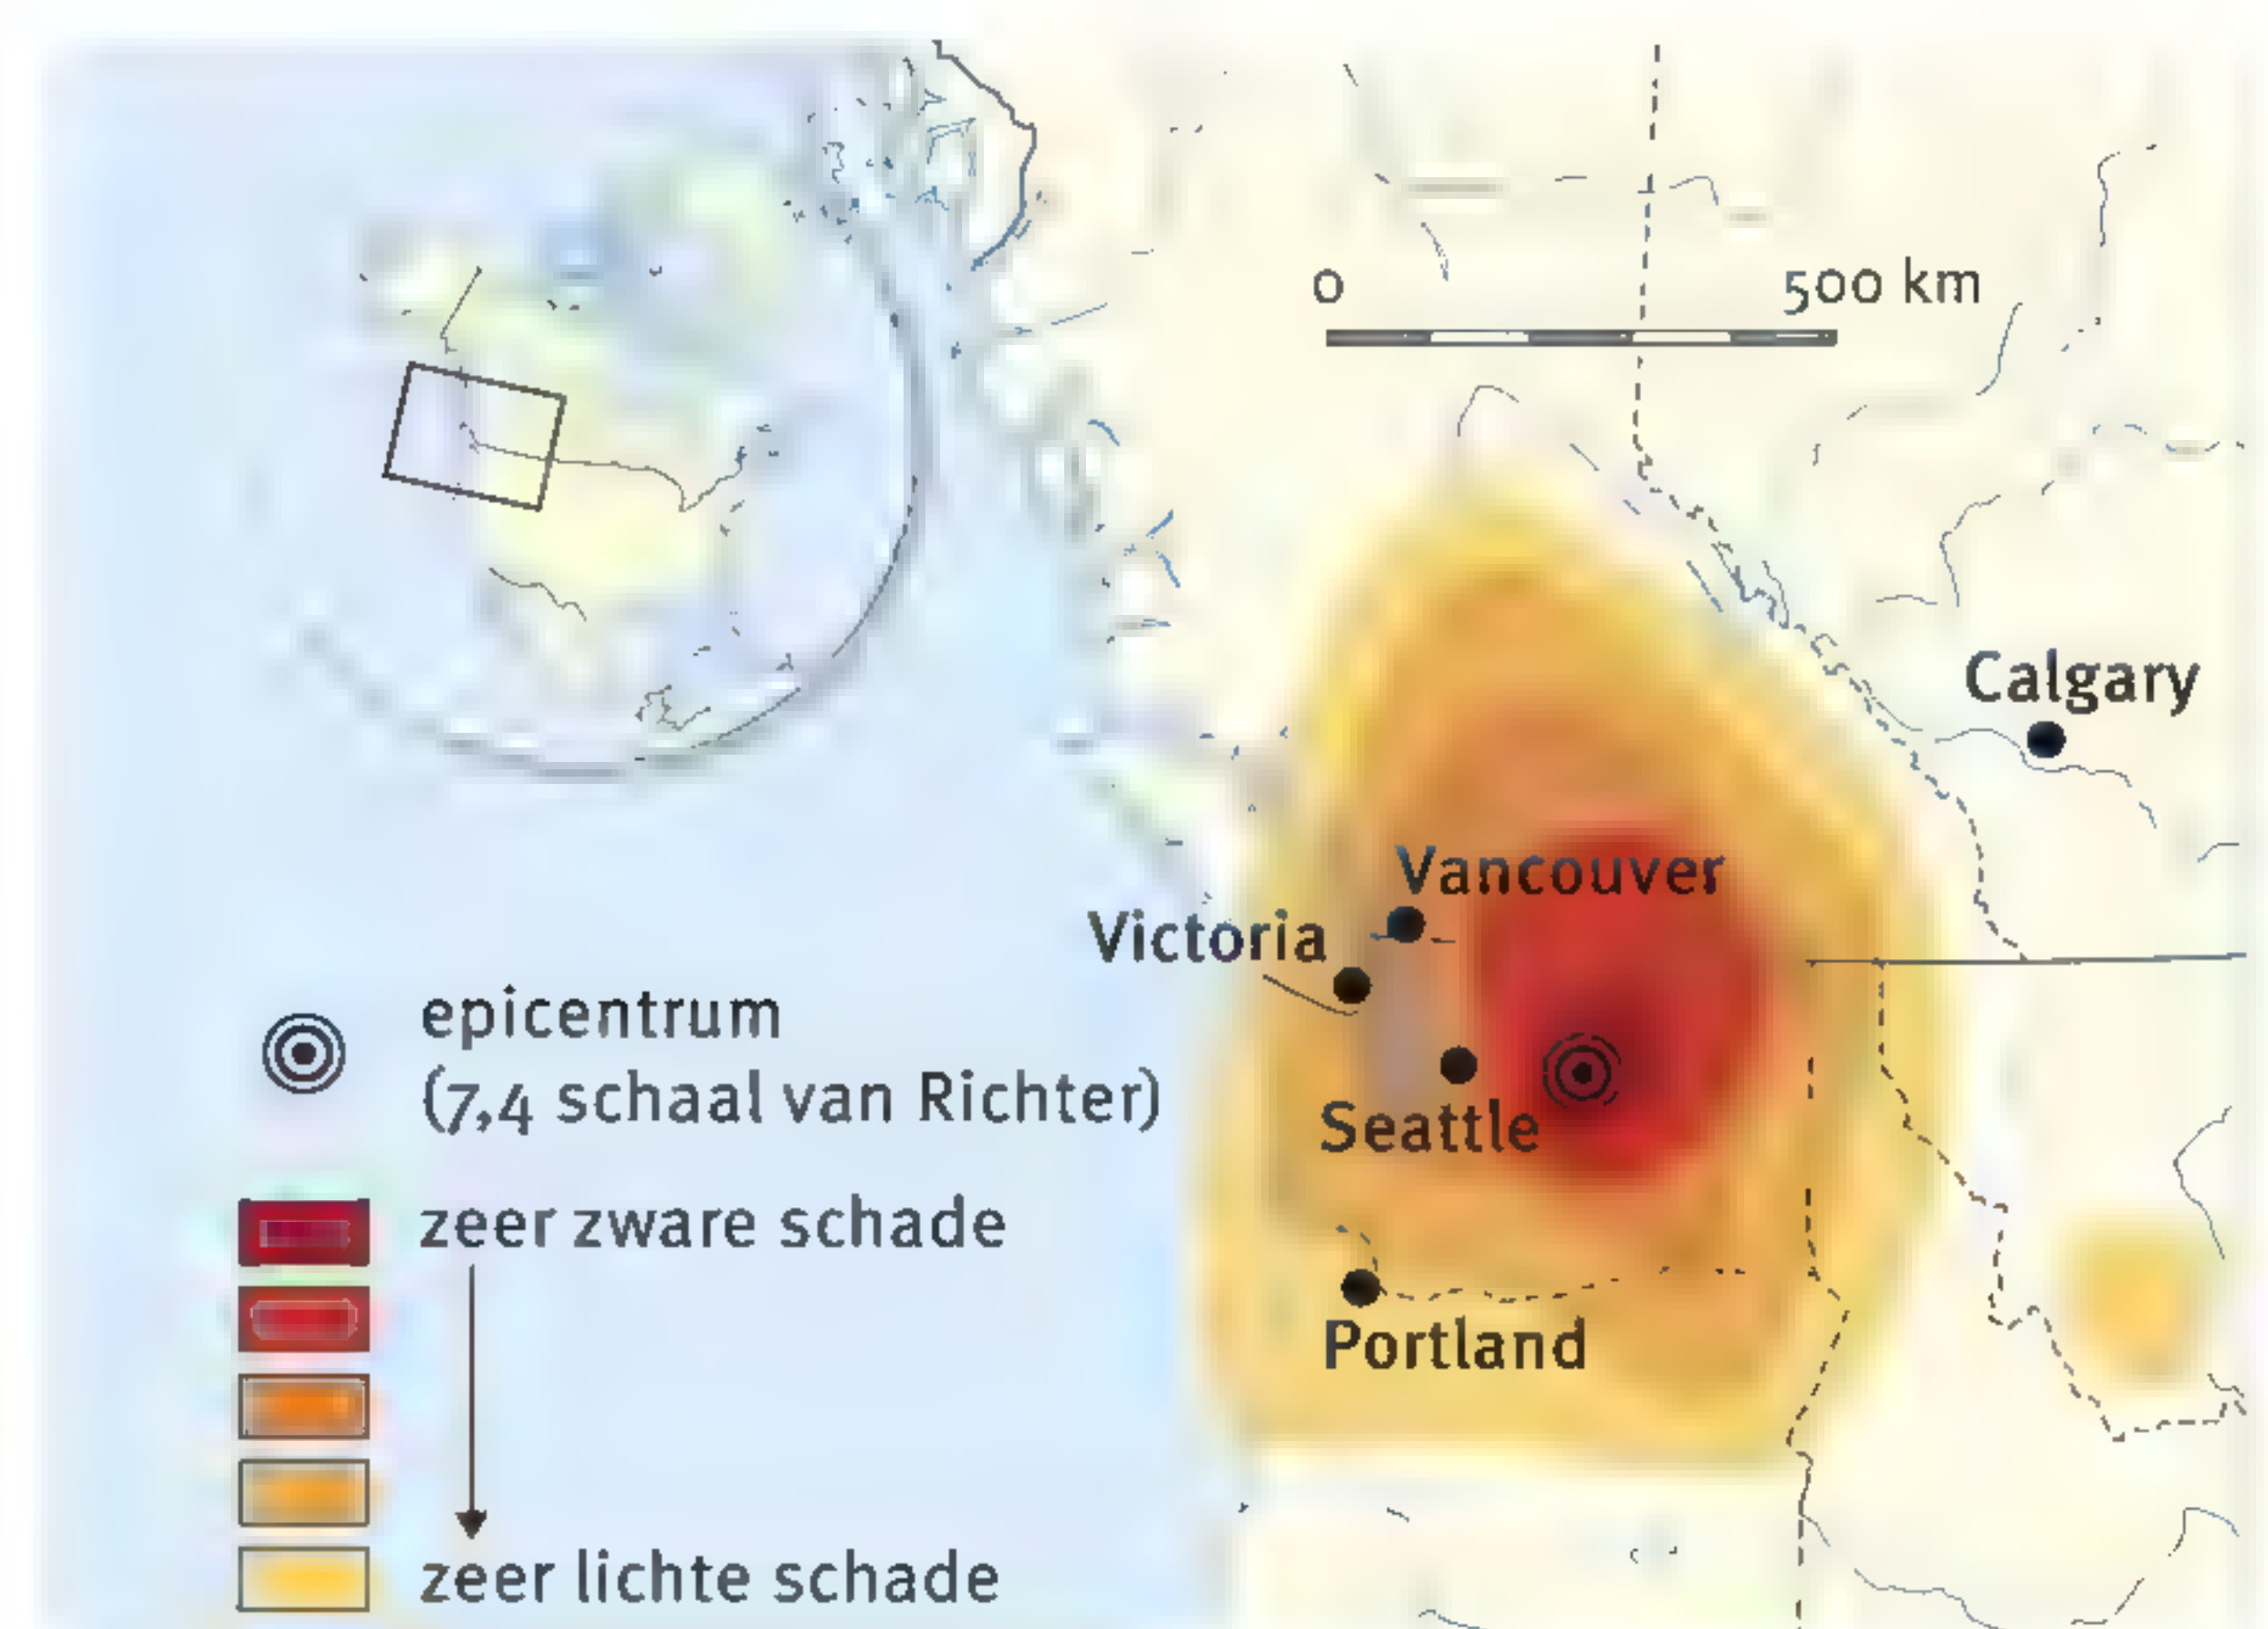 0 500 km
Calgary
Vancouver
Victoria
Seattle
Portland
epicentrum
(7,4 schaal van Richter)
zeer zware schade
zeer lichte schade